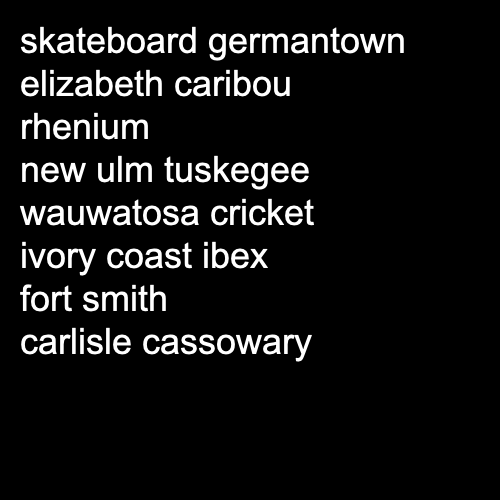 skateboard germantown
elizabeth caribou
rhenium
new ulm tuskegee
wauwatosa cricket
ivory coast ibex
fort smith
carlisle cassowary